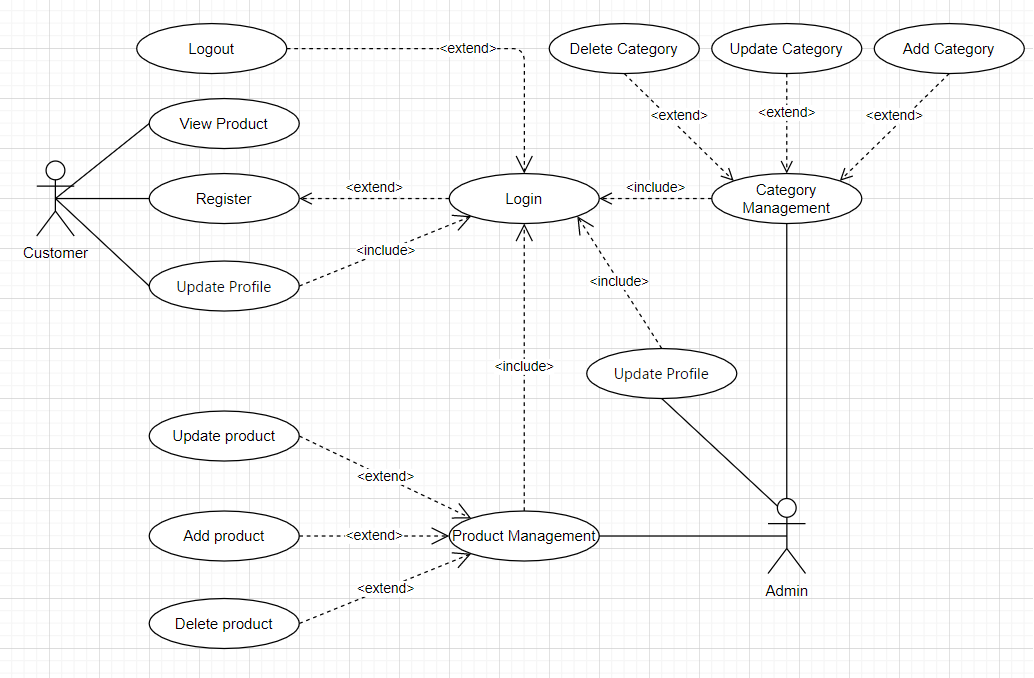 Logout
<extend>
Delete Category
Update Category
Add Category
<extend>
<extend>
<extend>
View Product
Customer
Register
<extend>
Login
<include>
Category
Management
<include>
Update Profile
<include>
<include>
Update Profile
Update product
<extend>
Add product
<extend>
Product Management
<extend>
Delete product
Admin